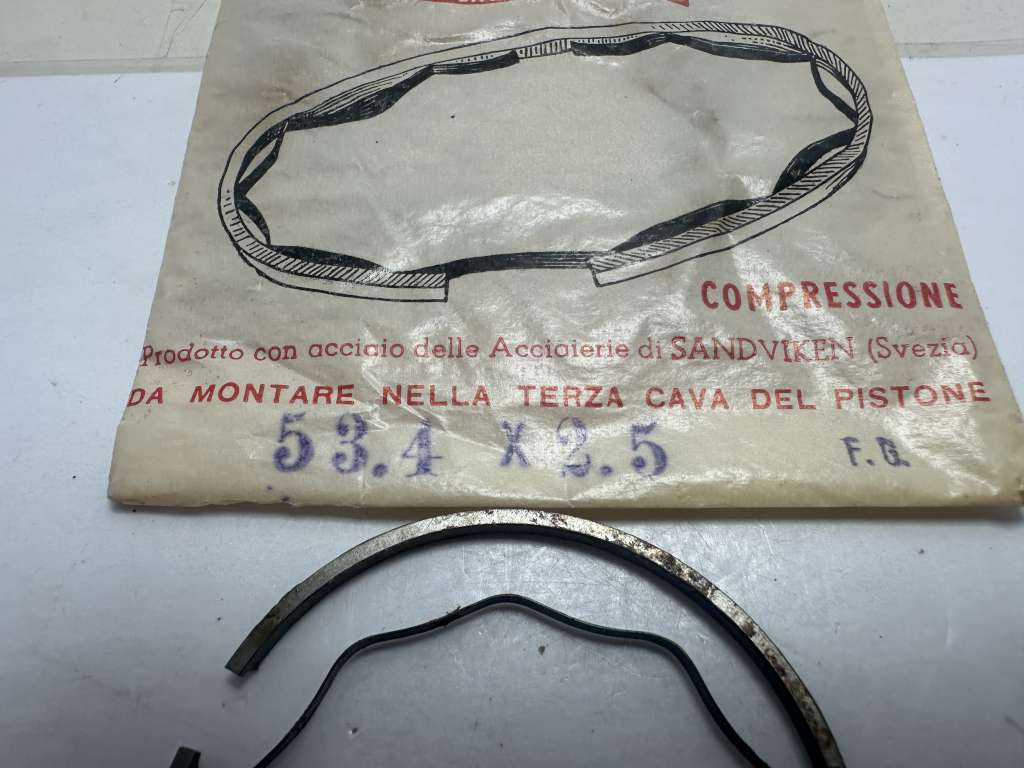 COMPRESSIONE
Prodotto con acciaio delle Acciaierie di SANDVIKEN (Svezia)
DA MONTARE NELLA TERZA CAVA DEL PISTONE
53.4 X 2.5 F. G.